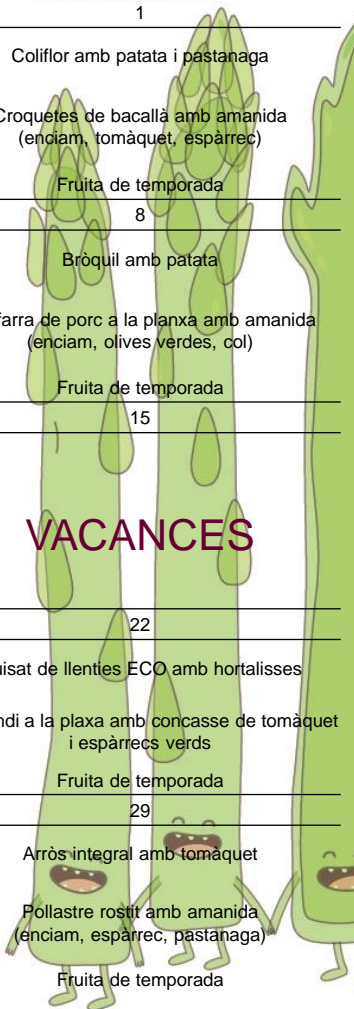 1
Coliflor amb patata i pastanaga
Croquetes de bacallà amb amanida
(enciam, tomàquet, espàrrec)
Fruita de temporada
8
Bròquil amb patata
de porc a la planxa amb amanida
(enciam, olives verdes, col)
Fruita de temporada
15
VACANCES
22
de llenties ECO amb hortalisses
a la plaxa amb concasse de tomàquet
i espàrrecs verds
Fruita de temporada
29
Arròs integral amb tomàquet
Pollastre rostit amb amanida
(enciam, espàrrec, pastanaga)
Fruita de temporada